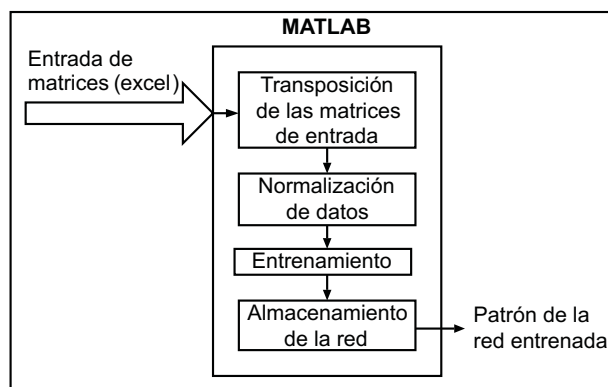 MATLAB
Entrada de
matrices (excel)
Transposición
de las matrices
de entrada
Normalización
de datos
Entrenamiento
Almacenamiento
de la red
Patrón de la
red entrenada